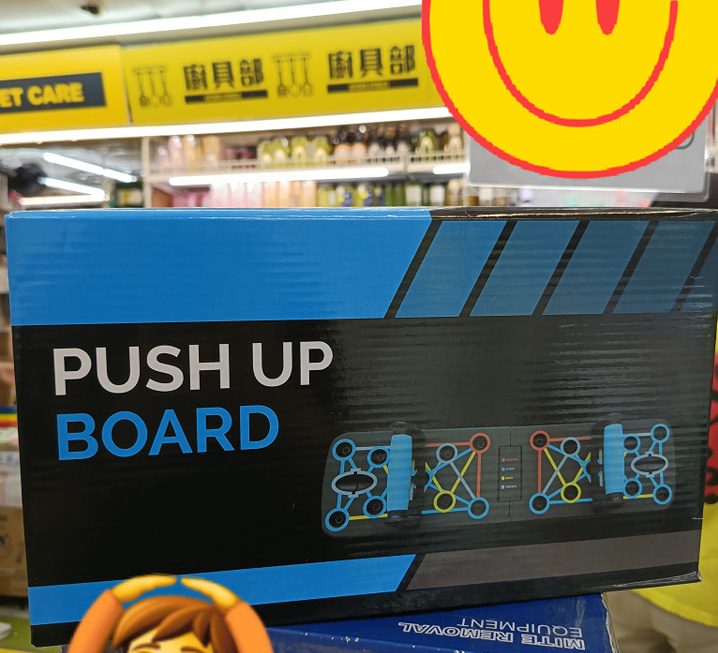 ET CARE
廚具部
廚具部
PUSH UP
BOARD
MITE REMOVAL
EQUIPMENT